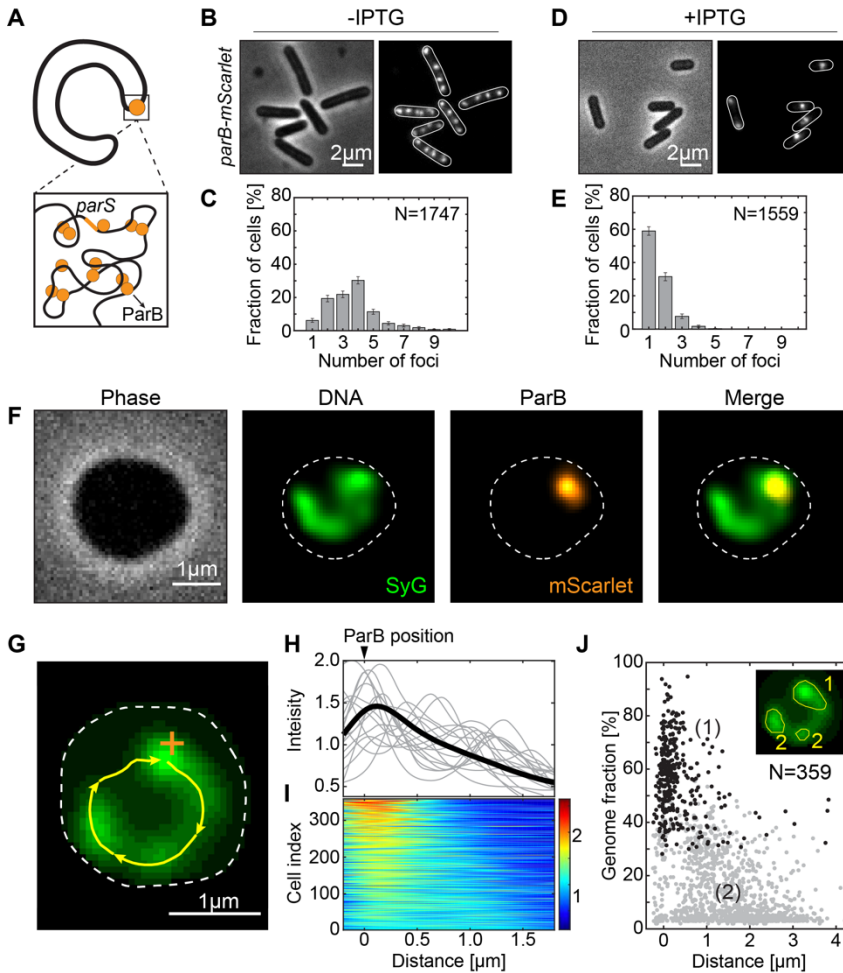 A
parS
ParB
B
-IPTG
parB-mScarlet
2μm
C
Fraction of cells [%]
80
60
40
20
0
N=1747
1 3 5 7 9
Number of foci
D
+IPTG
2μm
E
Fraction of cells [%]
80
60
40
20
0
N=1559
1 3 5 7 9
Number of foci
F
Phase DNA ParB Merge
1μm
SyG
mScarlet
G
1μm
H
ParB position
Inteisity
2.0
1.5
1.0
0.5
I
Cell index
300
200
100
0
2
1
0 0.5 1.0 1.5
Distance [μm]
J
Genome fraction [%]
100
80
60
40
20
0
(1)
(2)
1
2
2
N=359
0 1 2 3 4
Distance [μm]